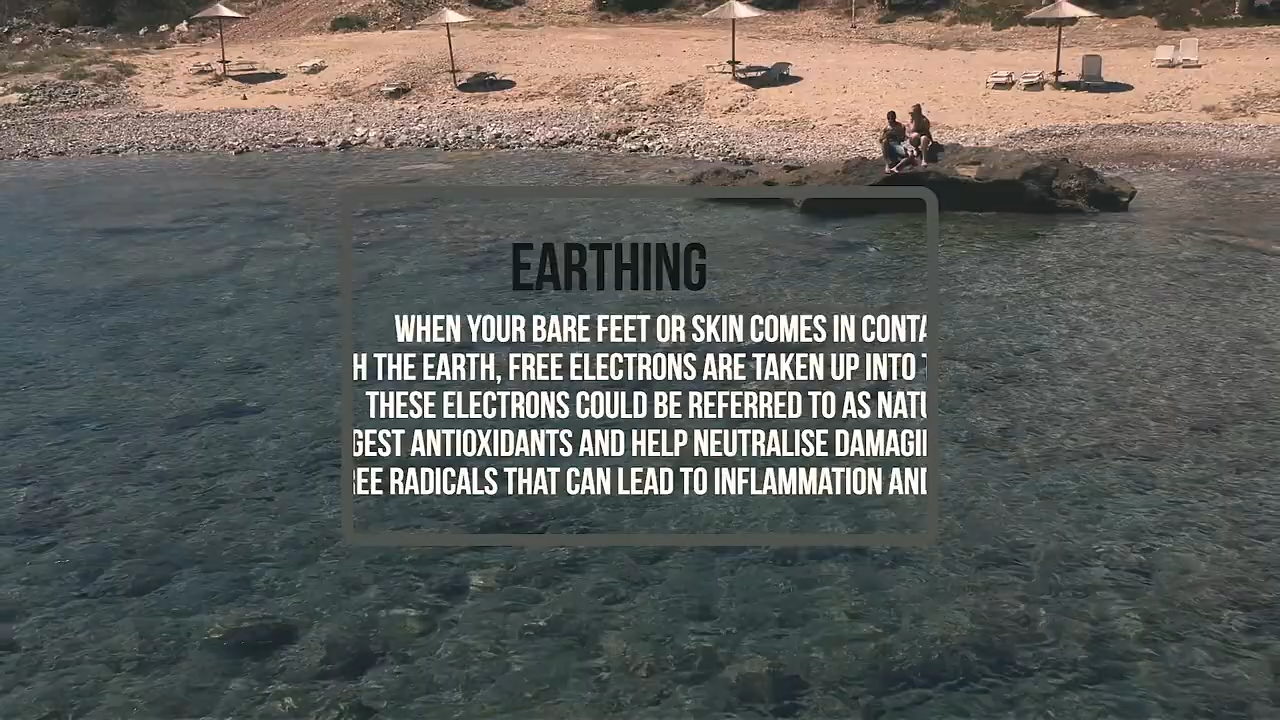 EARTHING
WHEN YOUR BARE FEET OR SKIN COMES IN
THE EARTH, FREE ELECTRONS ARE TAKEN UP INTO
THESE ELECTRONS COULD BE REFERRED TO AS
ANTIOXIDANTS AND HELP NEUTRALISE
RADICALS THAT CAN LEAD TO INFLAMMATION